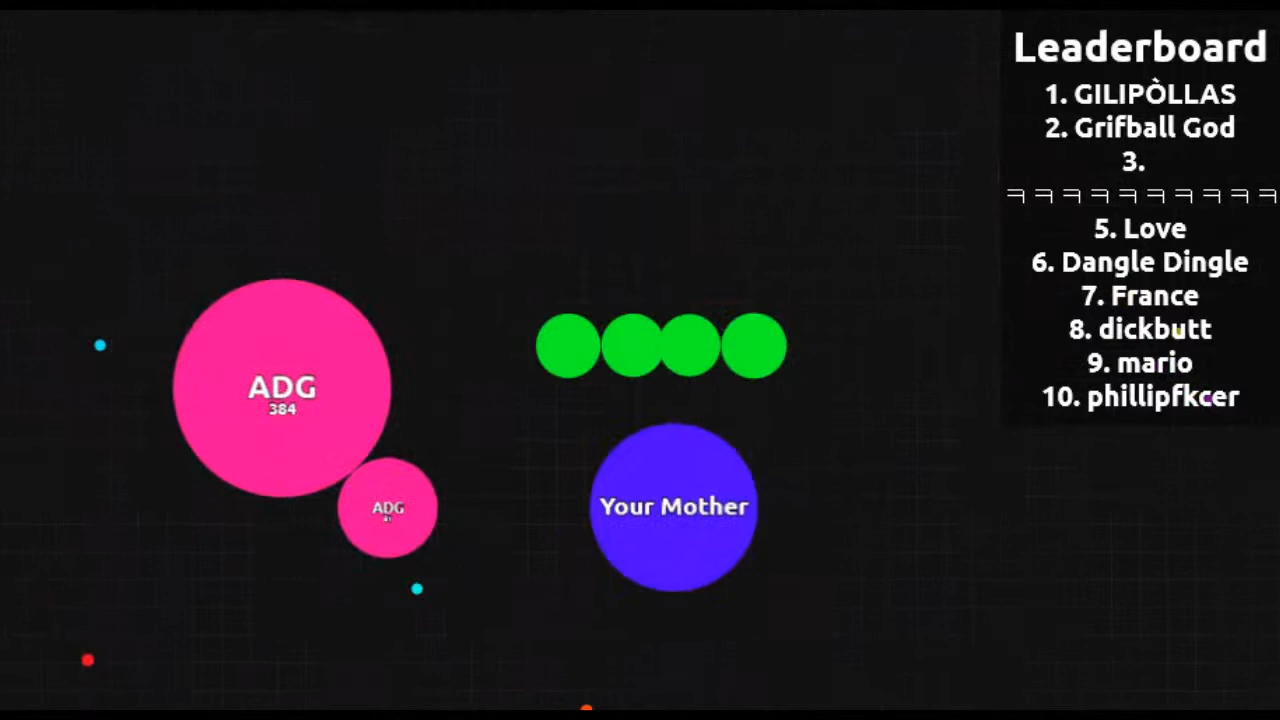 Leaderboard
1. GILIPÒLLAS
2. Grifball God
3.
ㅋㅋㅋㅋㅋㅋㅋㅋㅋㅋ
5. Love
6. Dangle Dingle
7. France
8. dickbutt
9. mario
10. phillipfkcer
ADG
384
ADG
Your Mother